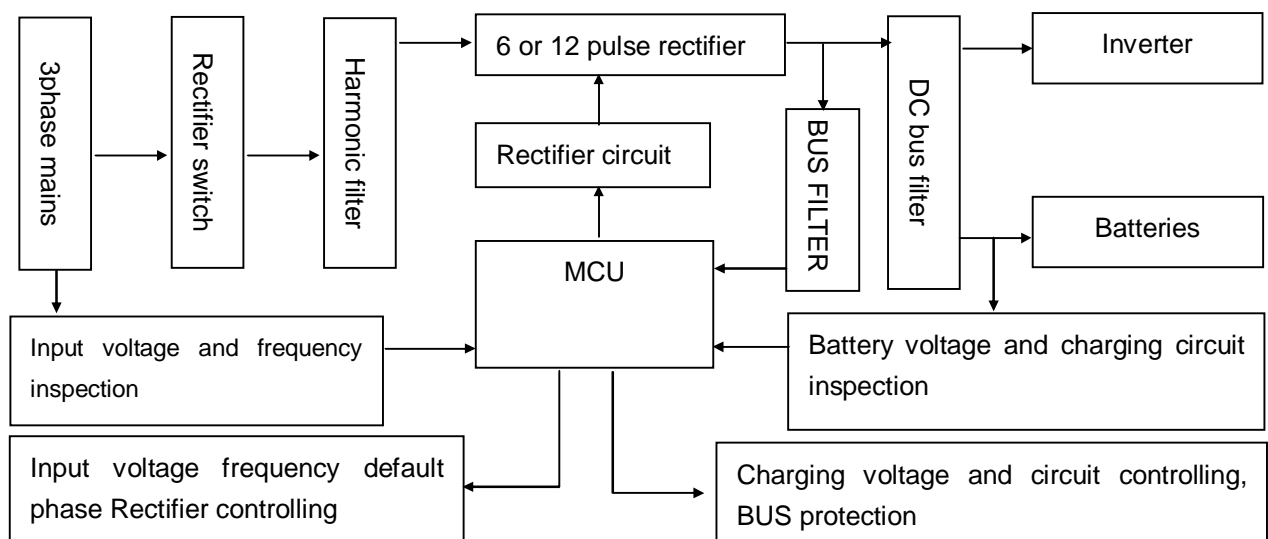 3phase mains
Rectifier switch
Harmonic filter
6 or 12 pulse rectifier
Rectifier circuit
BUS FILTER
DC bus filter
Inverter
Batteries
MCU
Input voltage and frequency
inspection
Battery voltage and charging circuit
inspection
Input voltage frequency default
phase Rectifier controlling
Charging voltage and circuit controlling,
BUS protection